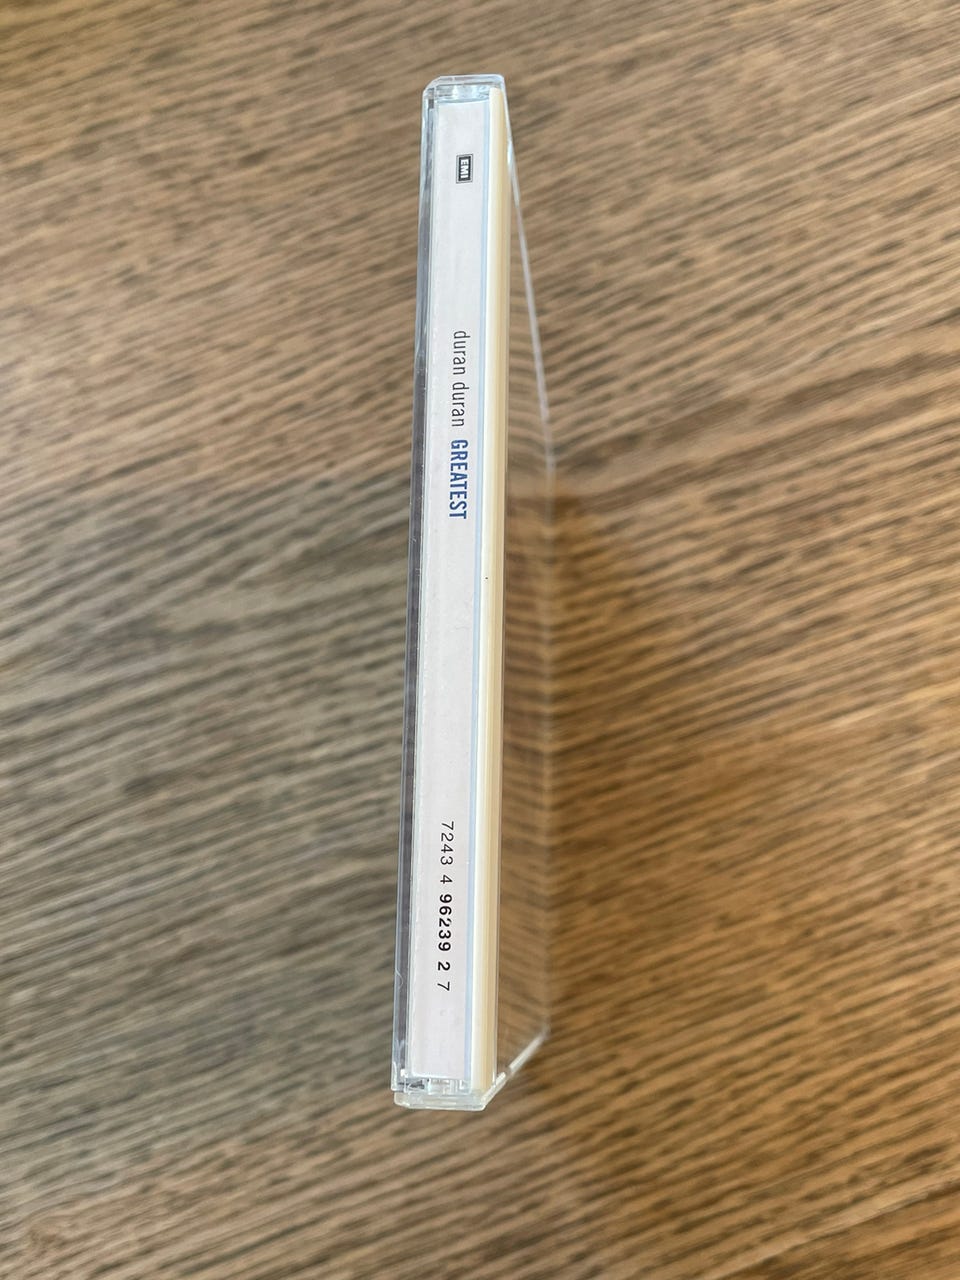 EMI
duran duran GREATEST
7243 4 96239 2 7